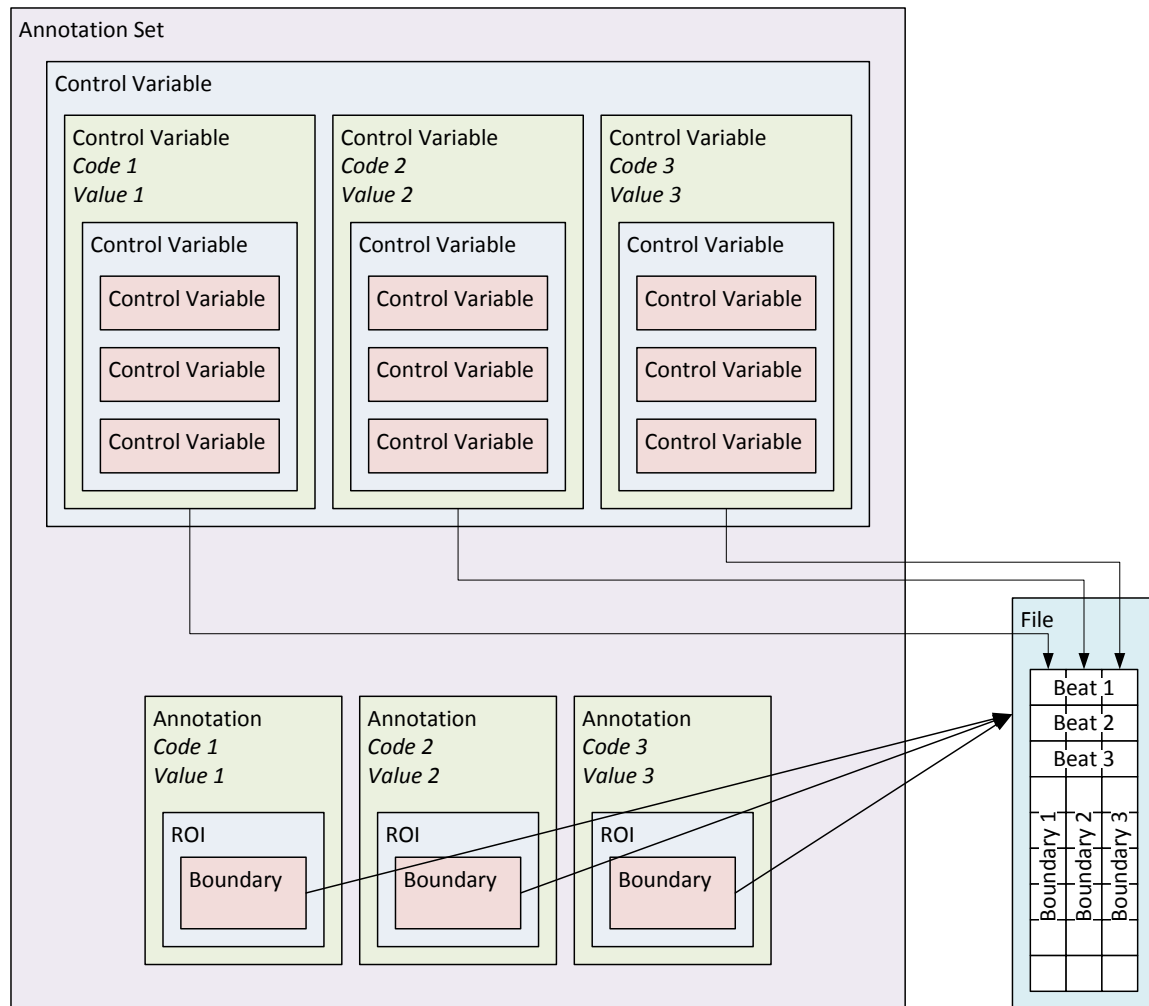 Annotation Set
Control Variable
Control Variable
Code 1
Value 1
Control Variable
Control Variable
Control Variable
Control Variable
Control Variable
Code 2
Value 2
Control Variable
Control Variable
Control Variable
Control Variable
Control Variable
Code 3
Value 3
Control Variable
Control Variable
Control Variable
Control Variable
Annotation
Code 1
Value 1
ROI
Boundary
Annotation
Code 2
Value 2
ROI
Boundary
Annotation
Code 3
Value 3
ROI
Boundary
File
Beat 1
Beat 2
Beat 3
Boundary 1
Boundary 2
Boundary 3